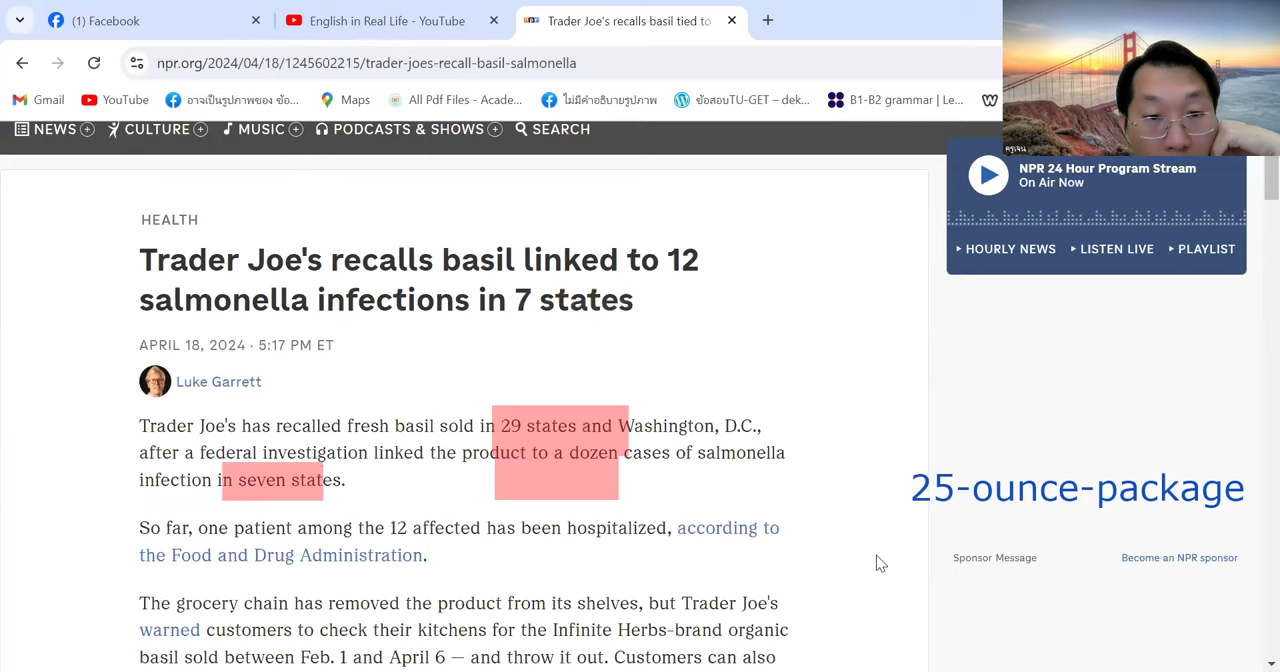 (1) Facebook
English in Real Life - YouTube
Trader Joe's recalls basil tied to
npr.org/2024/04/18/1245602215/trader-joes-recall-basil-salmonella
Gmail
YouTube
อาจเป็นรูปภาพของ ข้อ...
Maps
All Pdf Files - Acade...
ไม่มีคำอธิบายรูปภาพ
ข้อสอบTU-GET – dek...
B1-B2 grammar | Le...
W
ครูเจน
NEWS
CULTURE
MUSIC
PODCASTS & SHOWS
SEARCH
NPR 24 Hour Program Stream
On Air Now
HOURLY NEWS
LISTEN LIVE
PLAYLIST
HEALTH
Trader Joe's recalls basil linked to 12
salmonella infections in 7 states
APRIL 18, 2024 · 5:17 PM ET
Luke Garrett
Trader Joe's has recalled fresh basil sold in 29 states and Washington, D.C.,
after a federal investigation linked the product to a dozen cases of salmonella
infection in seven states.
25-ounce-package
So far, one patient among the 12 affected has been hospitalized, according to
the Food and Drug Administration.
Sponsor Message
Become an NPR sponsor
The grocery chain has removed the product from its shelves, but Trader Joe's
warned customers to check their kitchens for the Infinite Herbs-brand organic
basil sold between Feb. 1 and April 6 — and throw it out. Customers can also